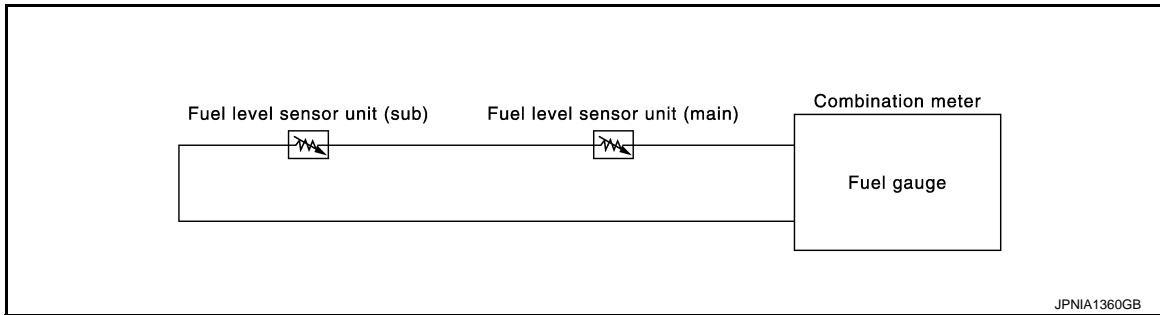 Combination meter
Fuel level sensor unit (sub)
Fuel level sensor unit (main)
Fuel gauge
JPNIA1360GB